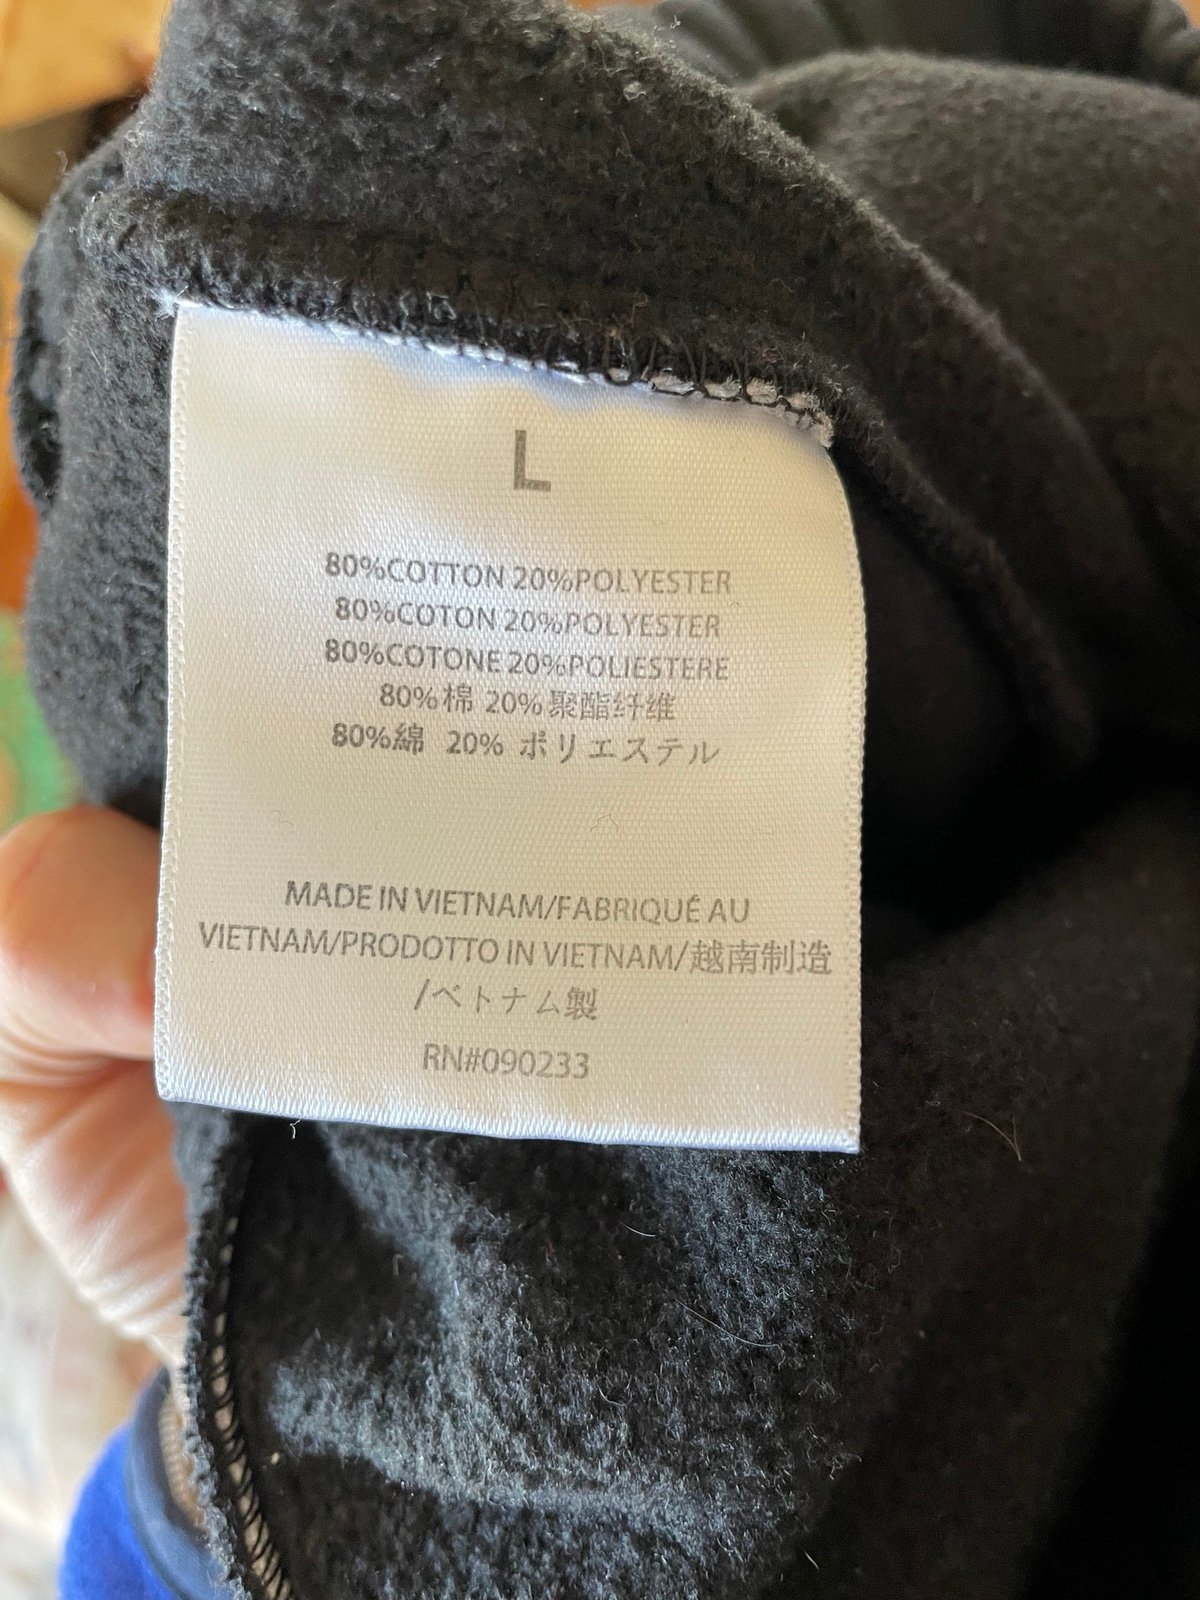 L
80%COTTON 20%POLYESTER
80%COTON 20%POLYESTER
80%COTONE 20%POLIESTERE
80%棉 20%聚酯纤维
80%綿 20% ポリエステル
MADE IN VIETNAM/FABRIQUÉ AU
VIETNAM/PRODOTTO IN VIETNAM/越南制造
/ベトナム製
RN#090233